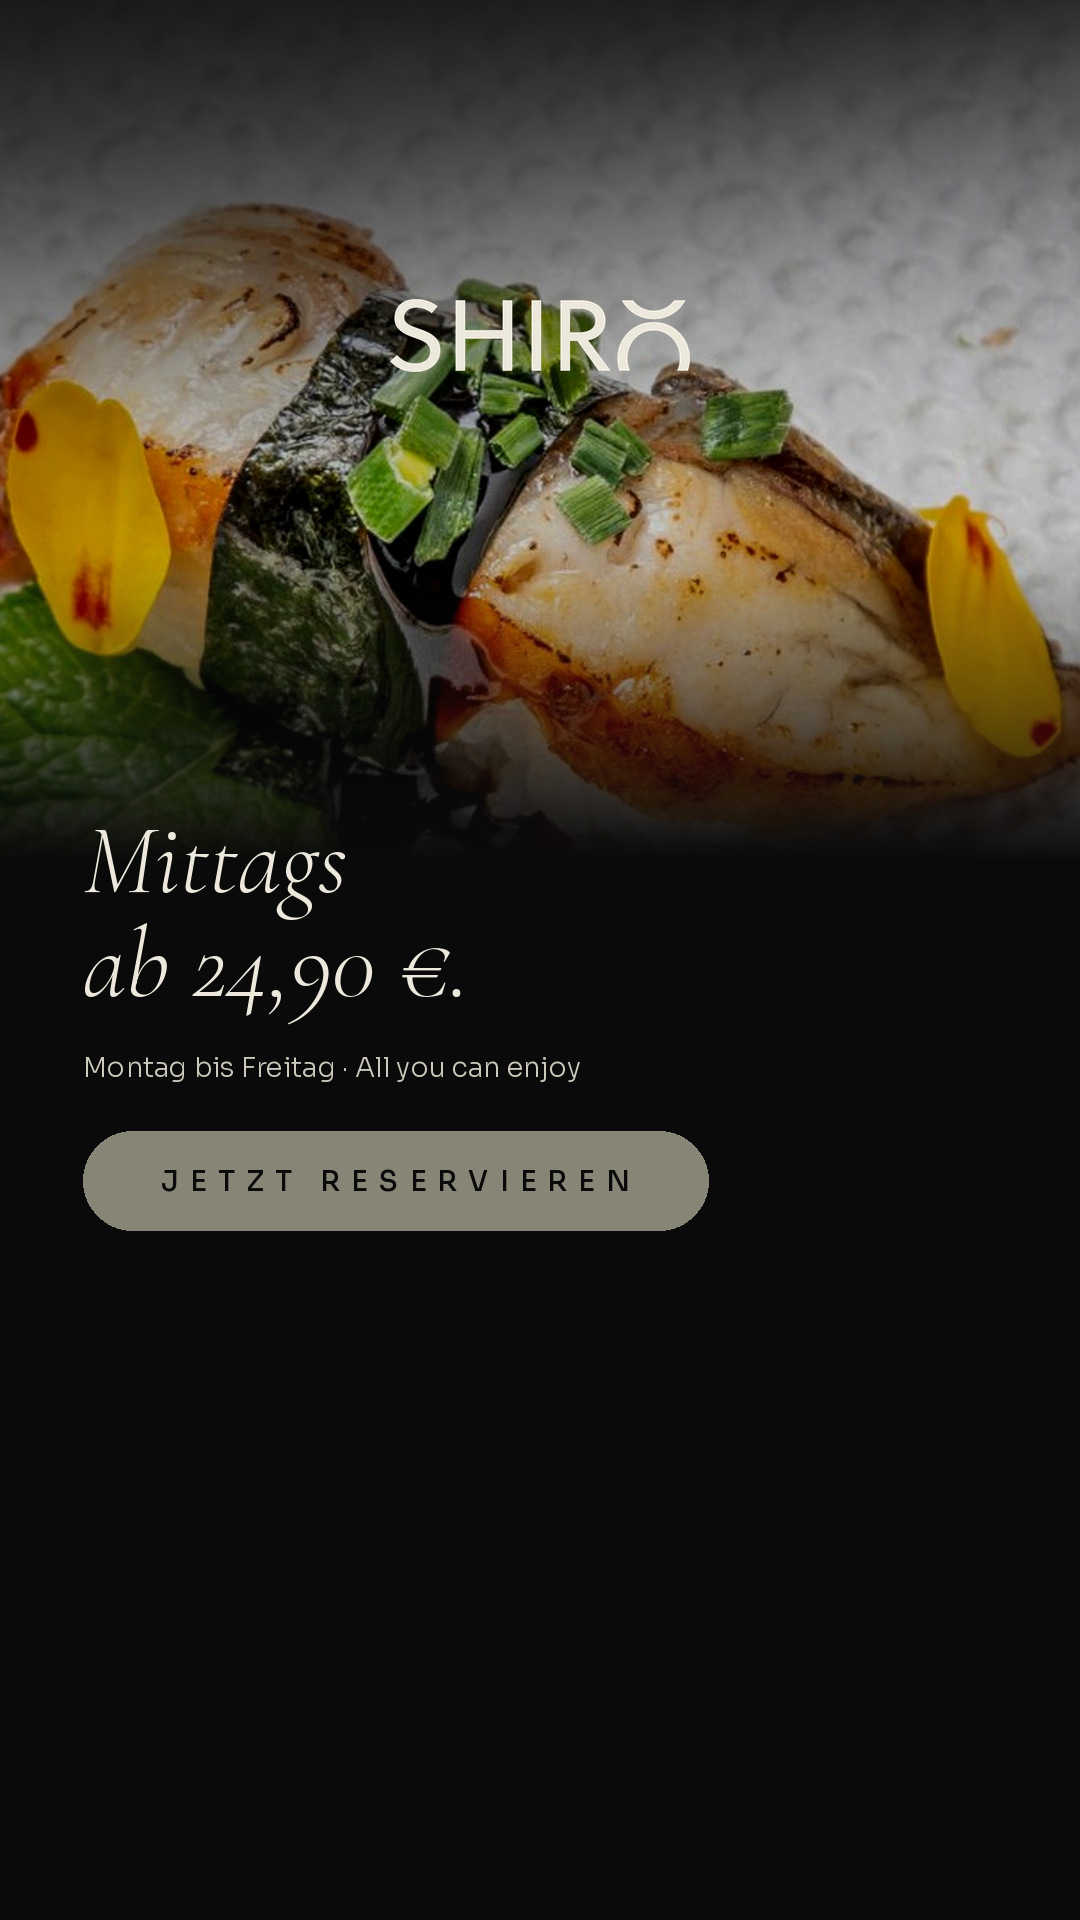 SHIRO
Mittags
ab 24,90 €.
Montag bis Freitag · All you can enjoy
JETZT RESERVIEREN